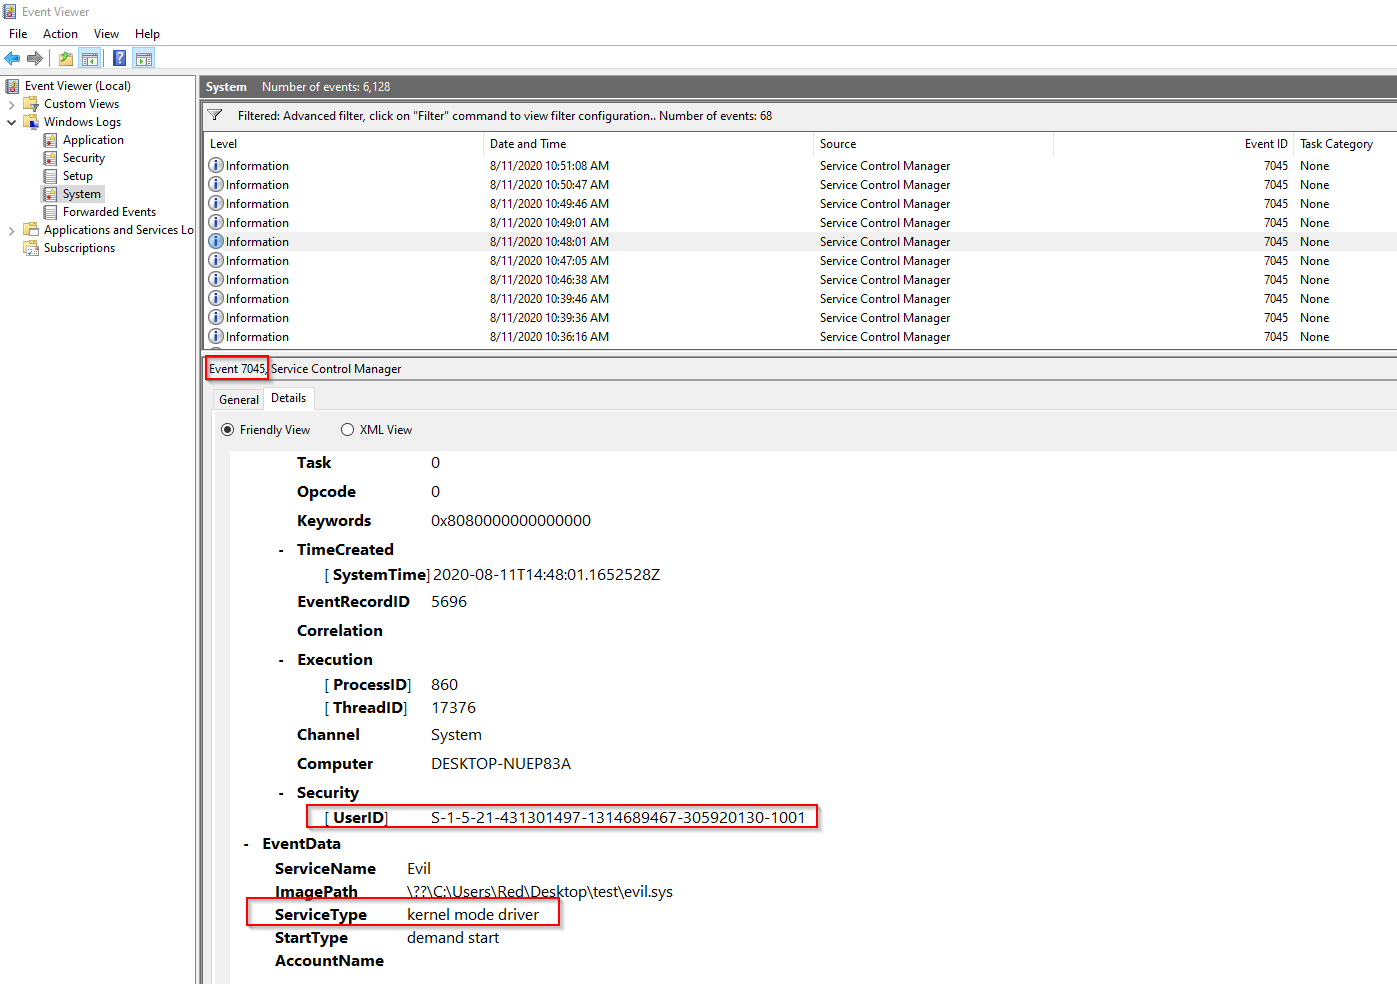 Event Viewer
File Action View Help
Event Viewer (Local)
Custom Views
Windows Logs
Application
Security
Setup
System
Forwarded Events
Applications and Services Lo
Subscriptions
System Number of events: 6,128
Filtered: Advanced filter, click on "Filter" command to view filter configuration.. Number of events: 68
Level Date and Time Source Event ID Task Category
Information 8/11/2020 10:51:08 AM Service Control Manager 7045 None
Information 8/11/2020 10:50:47 AM Service Control Manager 7045 None
Information 8/11/2020 10:49:46 AM Service Control Manager 7045 None
Information 8/11/2020 10:49:01 AM Service Control Manager 7045 None
Information 8/11/2020 10:48:01 AM Service Control Manager 7045 None
Information 8/11/2020 10:47:05 AM Service Control Manager 7045 None
Information 8/11/2020 10:46:38 AM Service Control Manager 7045 None
Information 8/11/2020 10:39:46 AM Service Control Manager 7045 None
Information 8/11/2020 10:39:36 AM Service Control Manager 7045 None
Information 8/11/2020 10:36:16 AM Service Control Manager 7045 None
Event 7045, Service Control Manager
General Details
Friendly View XML View
Task 0
Opcode 0
Keywords 0x8080000000000000
- TimeCreated
[ SystemTime] 2020-08-11T14:48:01.1652528Z
EventRecordID 5696
Correlation
- Execution
[ ProcessID] 860
[ ThreadID] 17376
Channel System
Computer DESKTOP-NUEP83A
- Security
[ UserID] S-1-5-21-431301497-1314689467-305920130-1001
- EventData
ServiceName Evil
ImagePath \??\C:\Users\Red\Desktop\test\evil.sys
ServiceType kernel mode driver
StartType demand start
AccountName